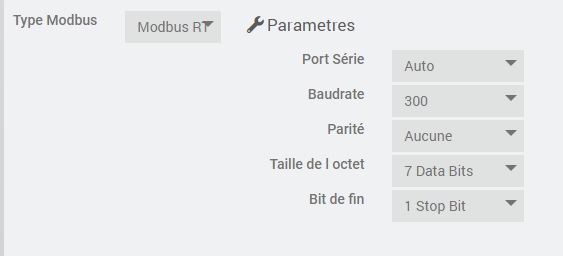 Type Modbus
Modbus RT
Parametres
Port Série
Auto
Baudrate
300
Parité
Aucune
Taille de l octet
7 Data Bits
Bit de fin
1 Stop Bit